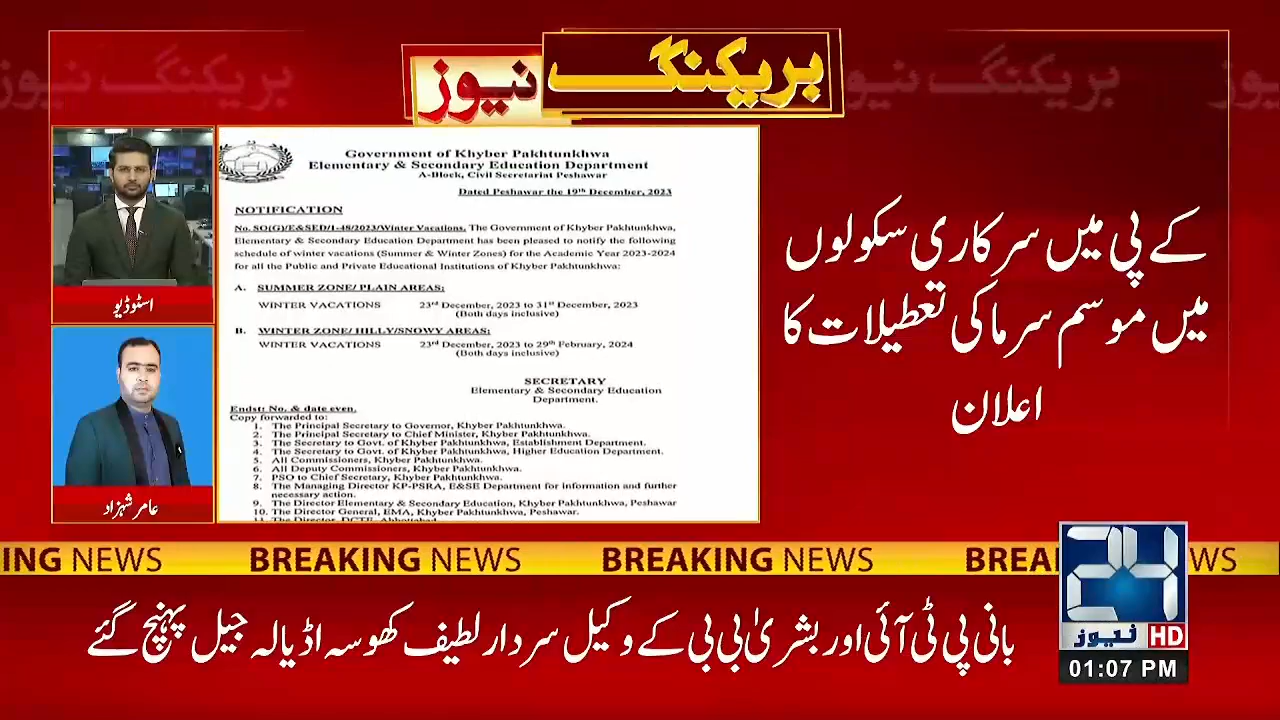 بریکنگ نیوز
Government of Khyber Pakhtunkhwa
Elementary & Secondary Education Department
A-Block, Civil Secretariat Peshawar
Dated Peshawar the 19th December, 2023
NOTIFICATION
No. SO(G)/E&SED/1-48/2023/Winter Vacations. The Government of Khyber Pakhtunkhwa,
Elementary & Secondary Education Department has been pleased to notify the following
schedule of winter vacations (Summer & Winter Zones) for the Academic Year 2023-2024
for all the Public and Private Educational Institutions of Khyber Pakhtunkhwa:
A. SUMMER ZONE/ PLAIN AREAS:
WINTER VACATIONS 23rd December, 2023 to 31st December, 2023
(Both days inclusive)
B. WINTER ZONE/ HILLY/SNOWY AREAS:
WINTER VACATIONS 23rd December, 2023 to 29th February, 2024
(Both days inclusive)
SECRETARY
Elementary & Secondary Education
Department.
Endst: No. & date even.
Copy forwarded to:
1. The Principal Secretary to Governor, Khyber Pakhtunkhwa.
2. The Principal Secretary to Chief Minister, Khyber Pakhtunkhwa.
3. The Secretary to Govt. of Khyber Pakhtunkhwa, Establishment Department.
4. The Secretary to Govt. of Khyber Pakhtunkhwa, Higher Education Department.
5. All Commissioners, Khyber Pakhtunkhwa.
6. All Deputy Commissioners, Khyber Pakhtunkhwa.
7. PSO to Chief Secretary, Khyber Pakhtunkhwa.
8. The Managing Director KP-PSRA, E&SE Department for information and further
necessary action.
9. The Director Elementary & Secondary Education, Khyber Pakhtunkhwa, Peshawar
10. The Director General, EMA, Khyber Pakhtunkhwa, Peshawar.
11. The Director, DCTE, Abbottabad
اسٹوڈیو
عامر شہزاد
کے پی میں سرکاری سکولوں
میں موسم سرما کی تعطیلات کا
اعلان
ING NEWS BREAKING NEWS BREAKING NEWS BREA WS
بانی پی ٹی آئی اور بشریٰ بی بی کے وکیل سردار لطیف کھوسہ اڈیالہ جیل پہنچ گئے
24
نیوز HD
01:07 PM